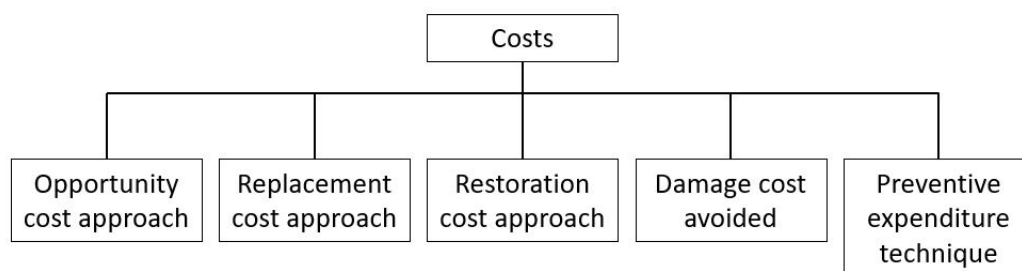 Costs
Opportunity
cost approach
Replacement
cost approach
Restoration
cost approach
Damage cost
avoided
Preventive
expenditure
technique